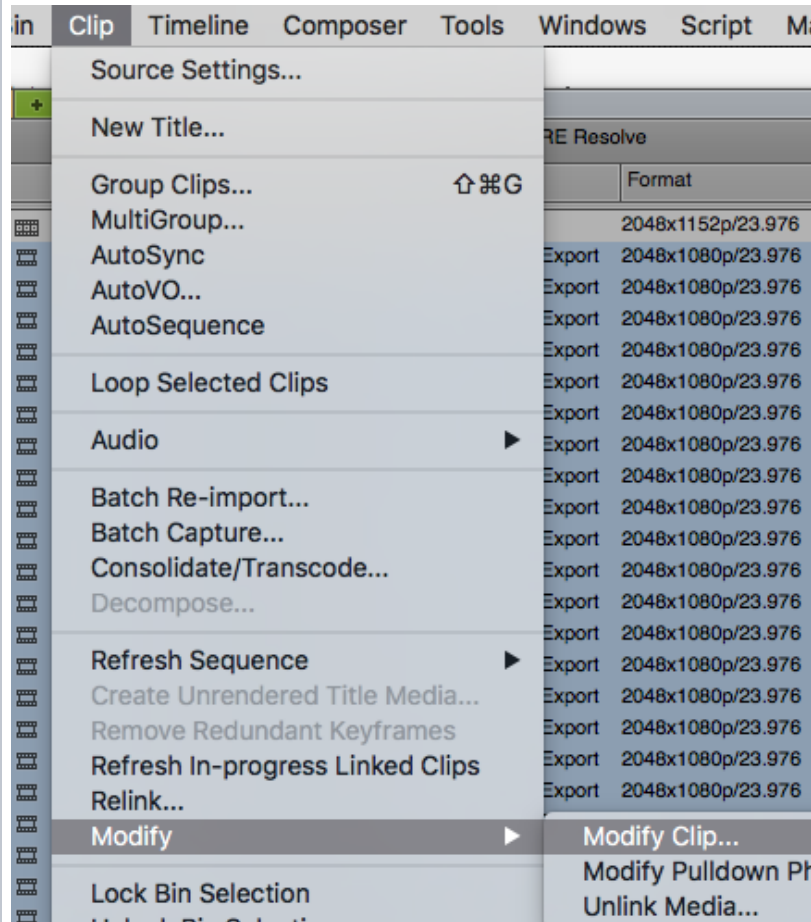 in Clip Timeline Composer Tools Windows Script Ma
Source Settings...
+
New Title...
RE Resolve
Group Clips... ⇧⌘G
Format
MultiGroup...
2048x1152p/23.976
AutoSync
Export 2048x1080p/23.976
AutoVO...
Export 2048x1080p/23.976
AutoSequence
Export 2048x1080p/23.976
Export 2048x1080p/23.976
Loop Selected Clips
Export 2048x1080p/23.976
Export 2048x1080p/23.976
Audio
Export 2048x1080p/23.976
Export 2048x1080p/23.976
Batch Re-import...
Export 2048x1080p/23.976
Batch Capture...
Export 2048x1080p/23.976
Consolidate/Transcode...
Export 2048x1080p/23.976
Decompose...
Export 2048x1080p/23.976
Export 2048x1080p/23.976
Refresh Sequence
Export 2048x1080p/23.976
Create Unrendered Title Media...
Export 2048x1080p/23.976
Remove Redundant Keyframes
Export 2048x1080p/23.976
Refresh In-progress Linked Clips
Export 2048x1080p/23.976
Relink...
Export 2048x1080p/23.976
Modify
Modify Clip...
Modify Pulldown Ph
Lock Bin Selection
Unlink Media...